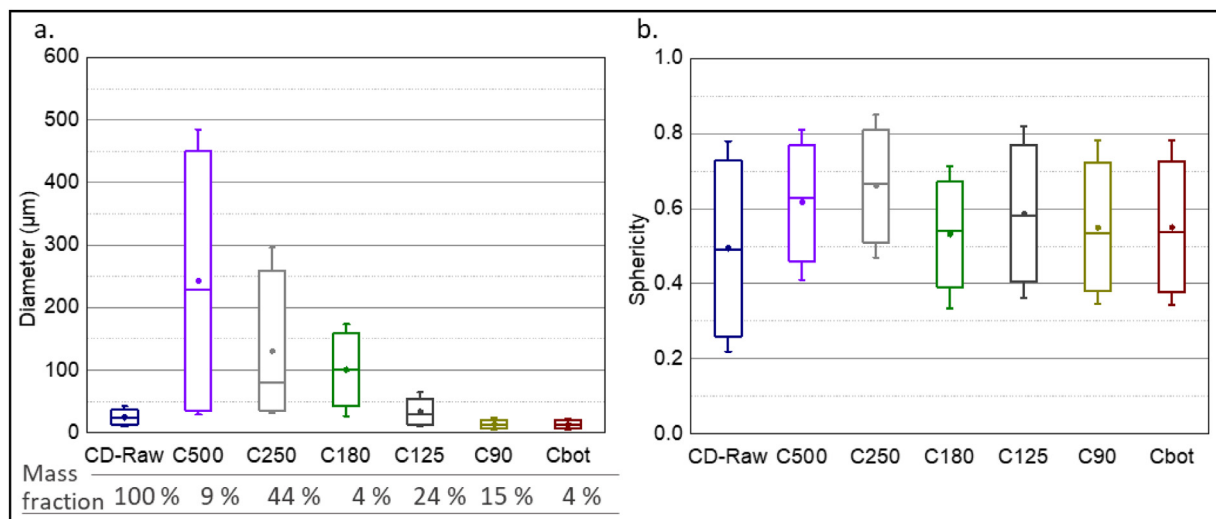 a.
600
500
400
300
200
100
0
Diameter (µm)
CD-Raw C500 C250 C180 C125 C90 Cbot
Mass
fraction 100 % 9 % 44 % 4 % 24 % 15 % 4 %
b.
1.0
0.8
0.6
0.4
0.2
0.0
Sphericity
CD-Raw C500 C250 C180 C125 C90 Cbot